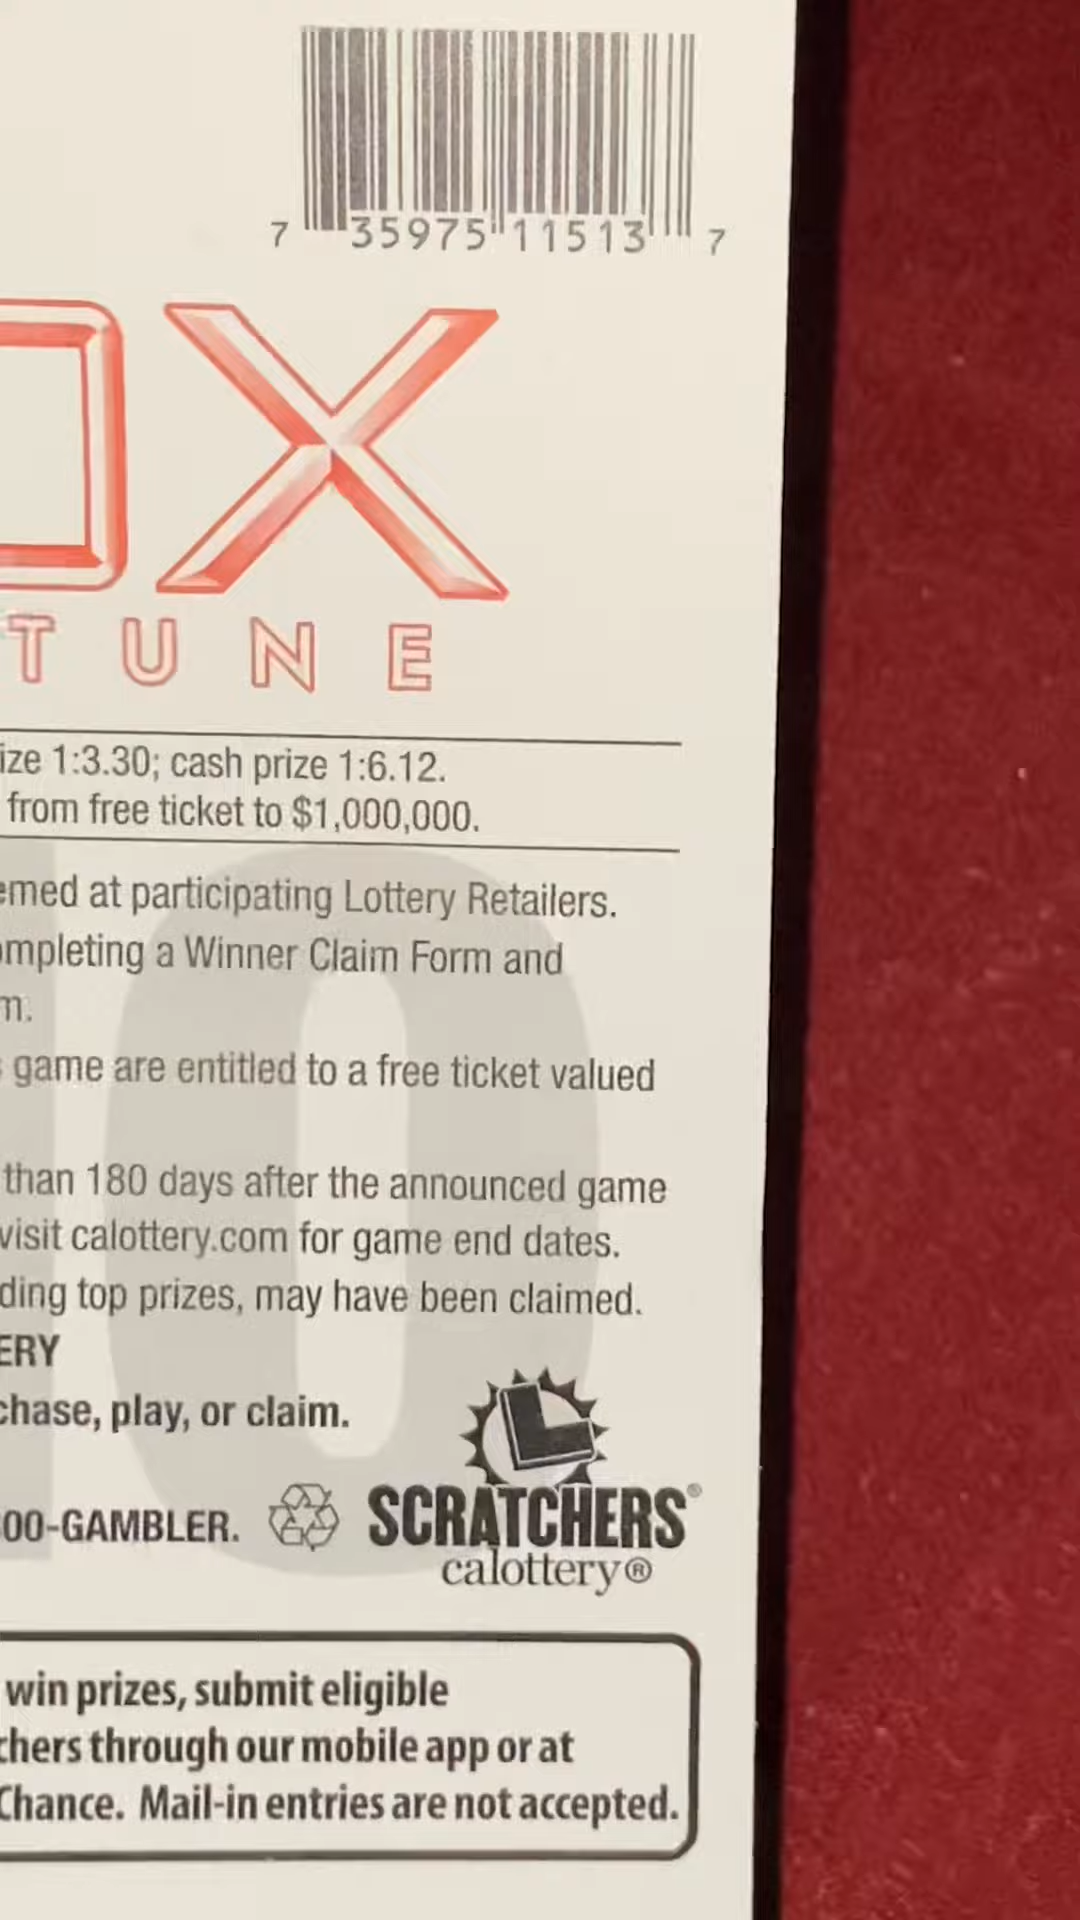 7 35975 11513 7
0X
TUNE
ize 1:3.30; cash prize 1:6.12.
from free ticket to $1,000,000.
emed at participating Lottery Retailers.
ompleting a Winner Claim Form and
m.
s game are entitled to a free ticket valued
than 180 days after the announced game
visit calottery.com for game end dates.
ding top prizes, may have been claimed.
ERY
chase, play, or claim.
00-GAMBLER.
SCRATCHERS®
calottery®
win prizes, submit eligible
chers through our mobile app or at
Chance. Mail-in entries are not accepted.